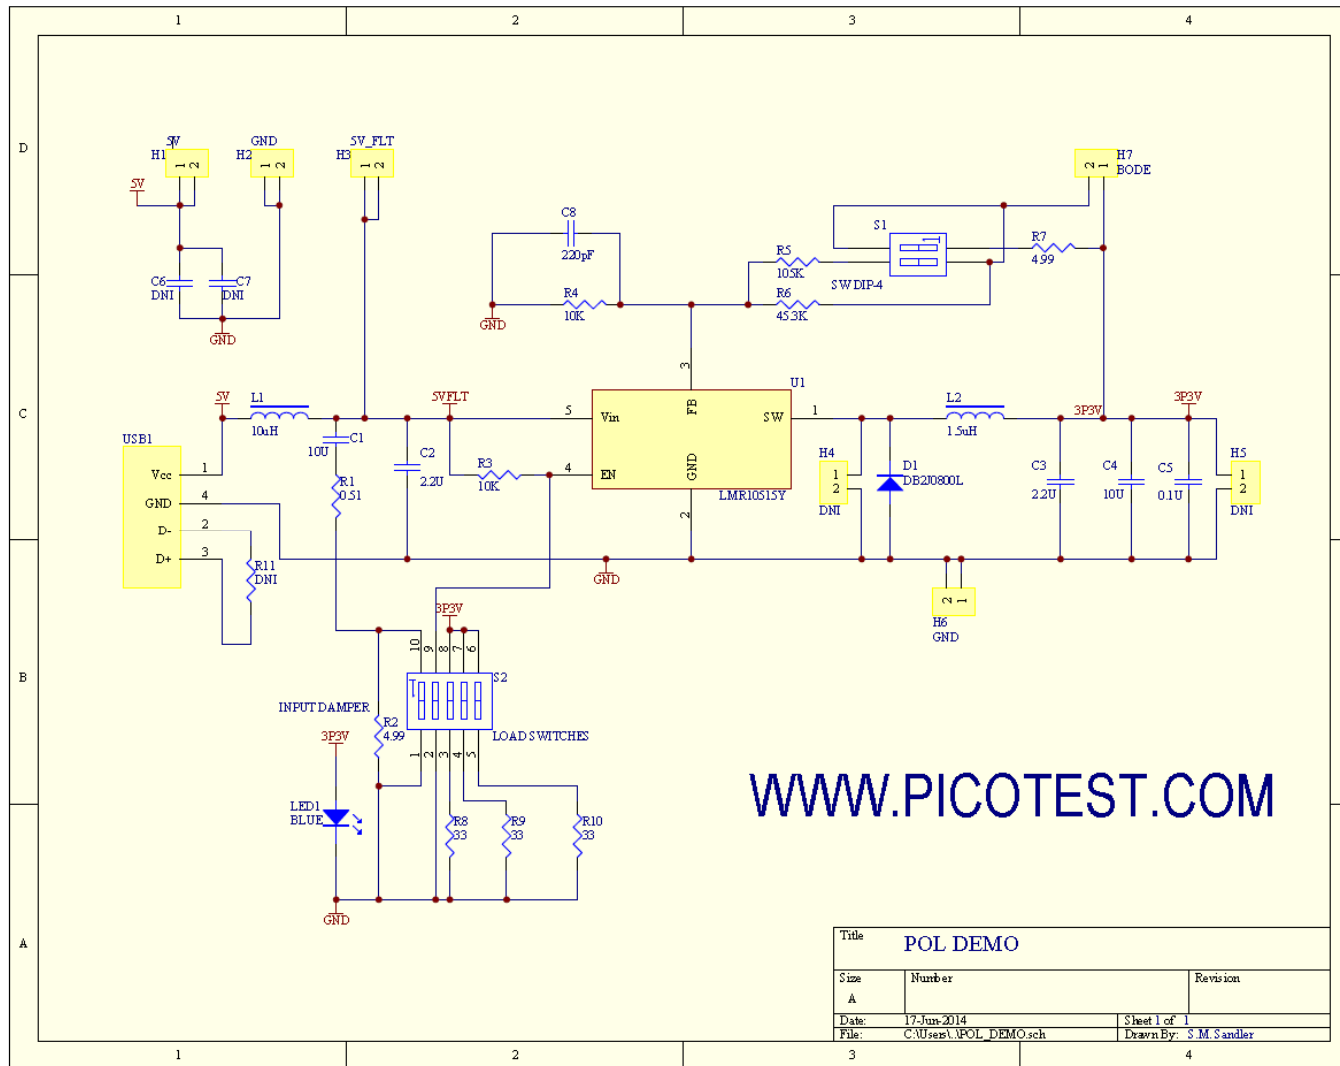 1 2 3 4
D
5V GND 5V_FLT
H1 1 2 H2 1 2 H3 1 2
2 1 H7
BODE
5V
C8
220pF
S1 1
R5
105K
R7
4.99
SW DIP-4
C6
DNI
C7
DNI
R4
10K
R6
45.3K
GND
GND
3
U1
C
5V
L1
10uH
5VFLT
5 Vin FB SW 1
L2
1.5uH
3P3V
3P3V
USB1
C1
10U
C2
2.2U
R3
10K
4 EN GND
LMR10515Y
2
H4
1
2
DNI
D1
DB2J0800L
C3
2.2U
C4
10U
C5
0.1U
H5
1
2
DNI
Vcc 1
GND 4
D- 2
D+ 3
R1
0.51
R11
DNI
GND
2 1
H6
GND
3P3V
10 9 8 7 6
B
S2
1
INPUT DAMPER
R2
4.99
LOAD SWITCHES
1 2 3 4 5
3P3V
LED1
BLUE
R8
33
R9
33
R10
33
GND
WWW.PICOTEST.COM
A
Title POL DEMO
Size Number Revision
A
Date: 17-Jun-2014 Sheet 1 of 1
File: C:\Users\..\POL_DEMO.sch Drawn By: S.M. Sandler
1 2 3 4